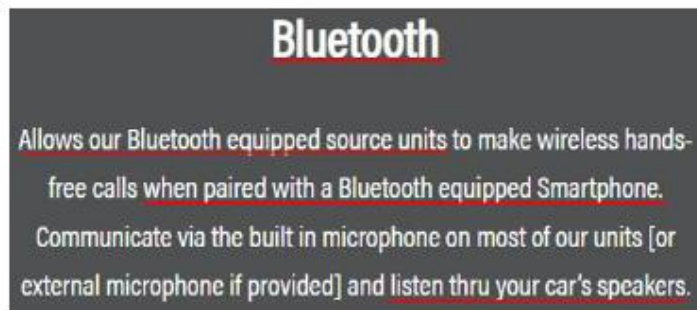 Bluetooth
Allows our Bluetooth equipped source units to make wireless hands-
free calls when paired with a Bluetooth equipped Smartphone.
Communicate via the built in microphone on most of our units [or
external microphone if provided] and listen thru your car's speakers.